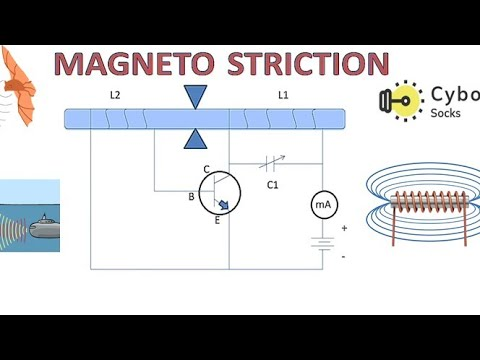 MAGNETO STRICTION
Cybo
Socks
L2
L1
C
C1
B
mA
E
+
-